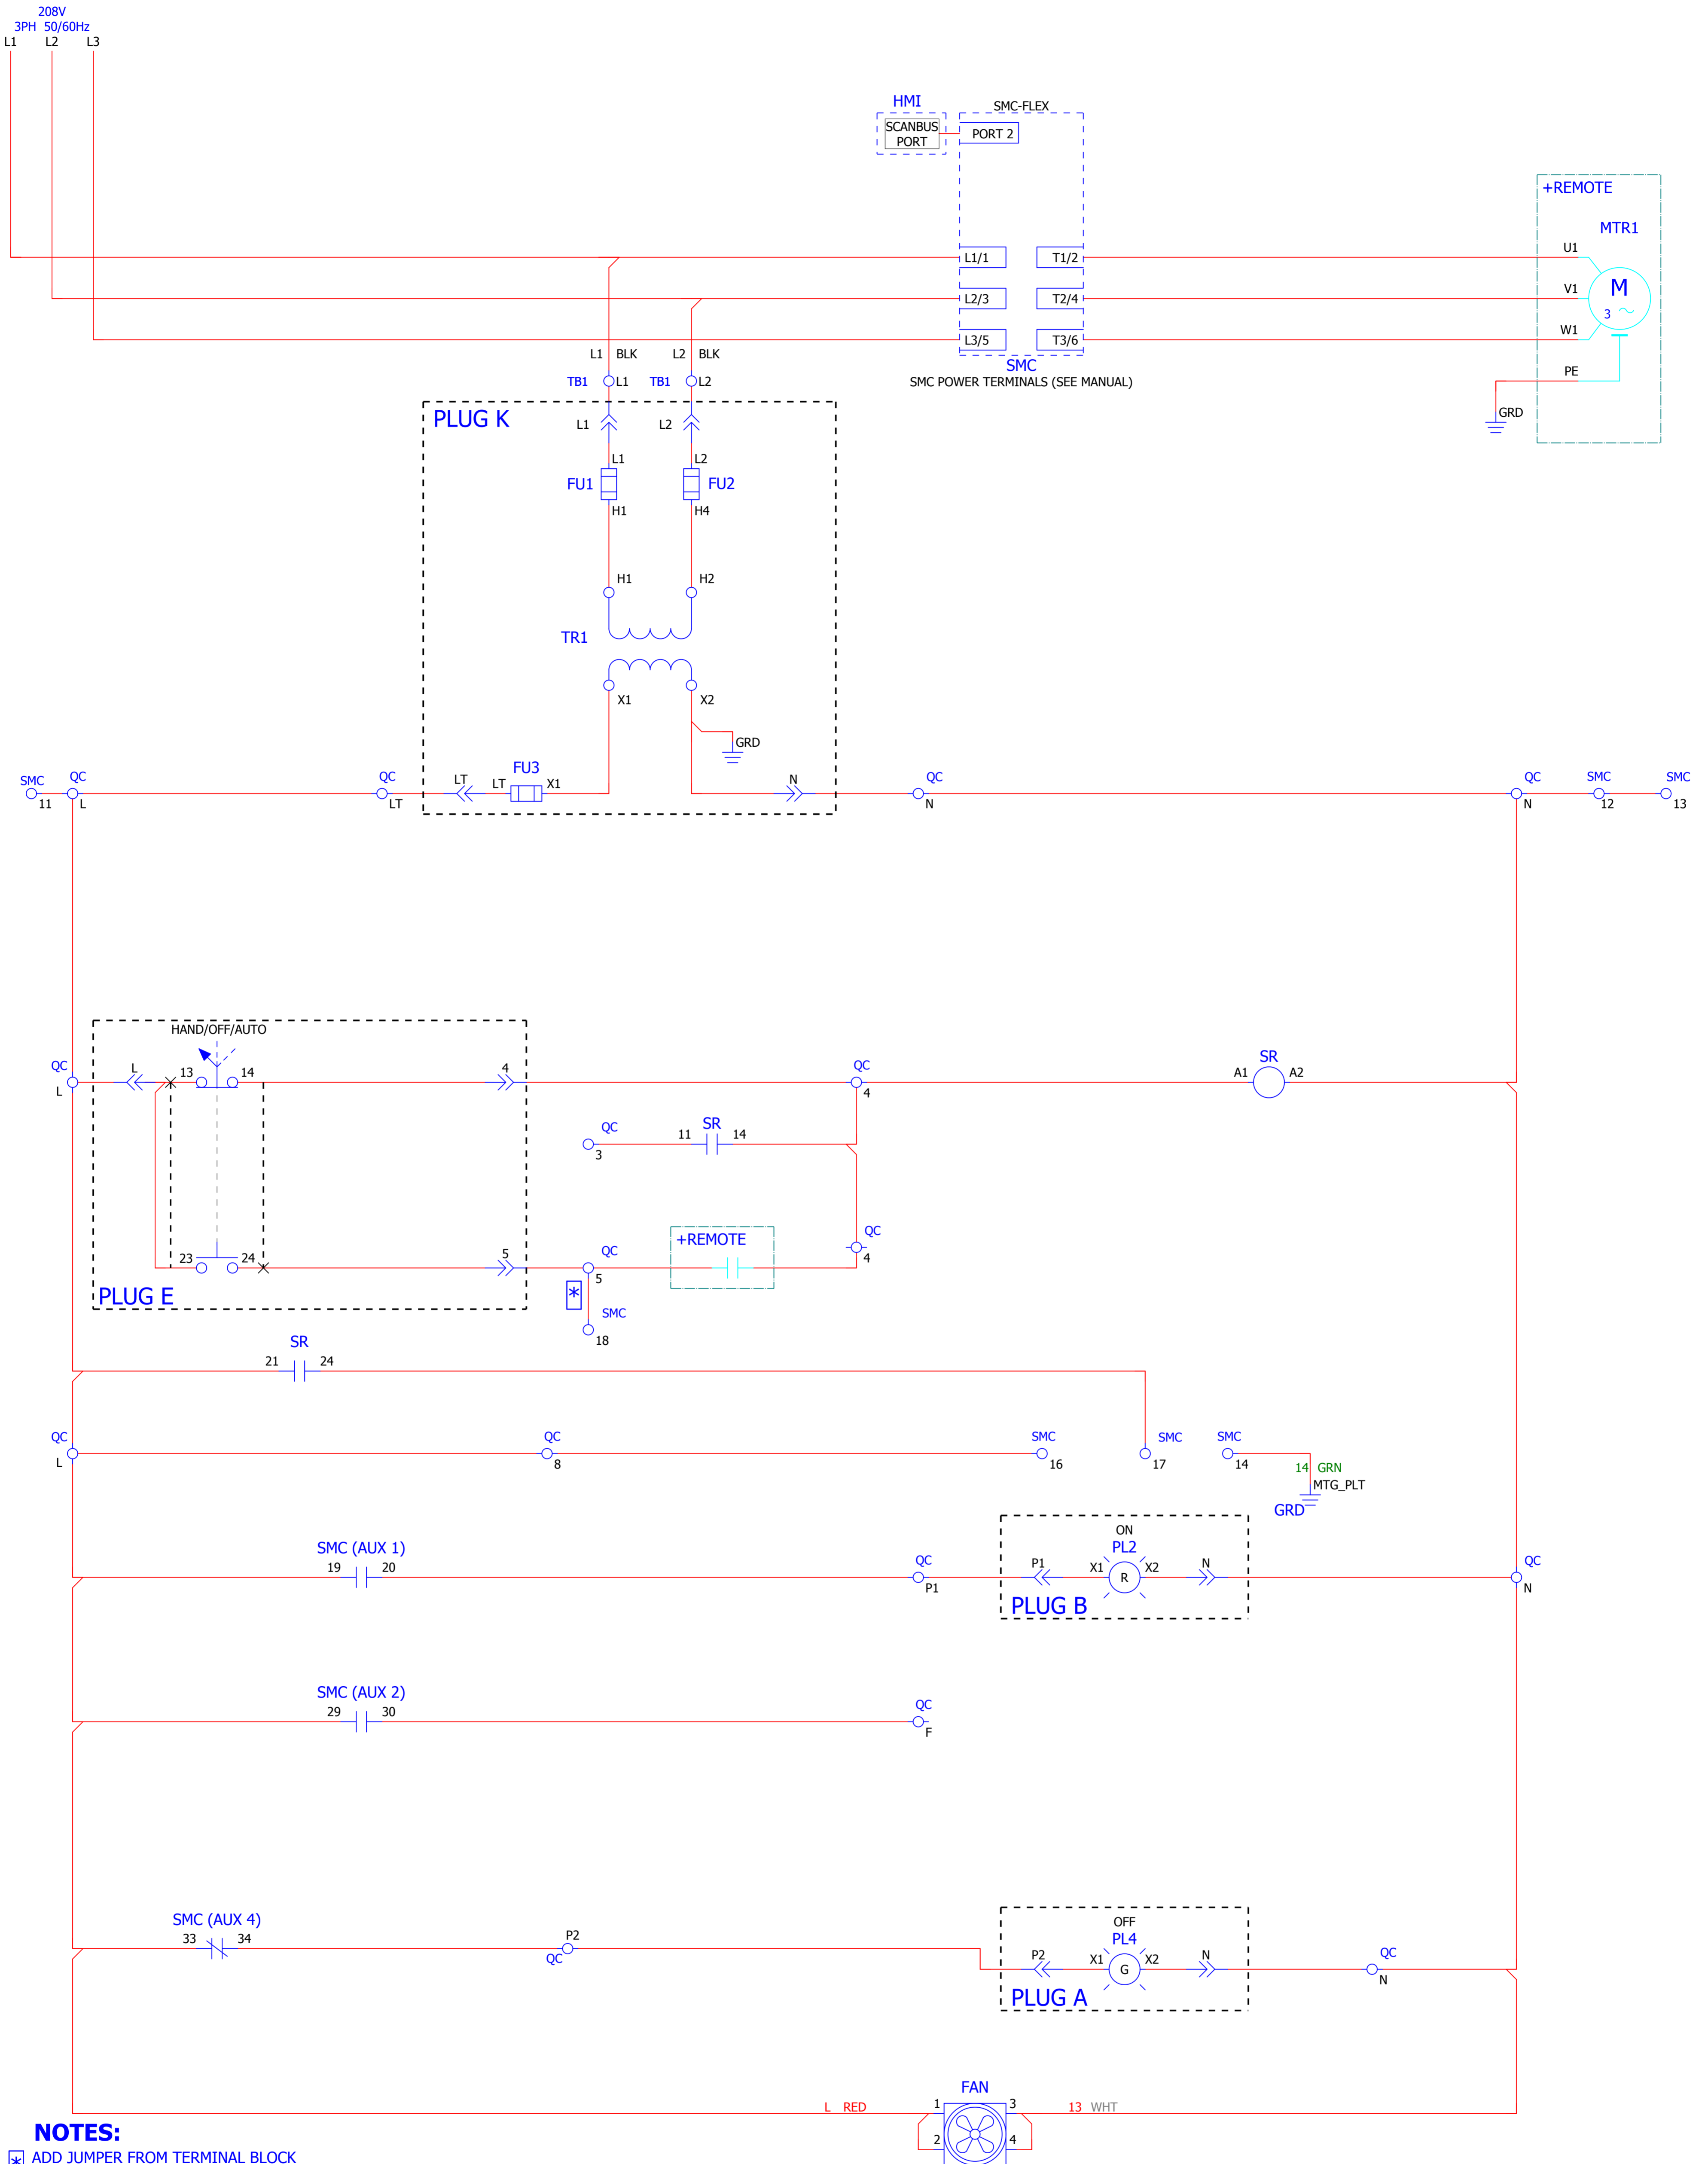 208V
3PH 50/60Hz
L1 L2 L3
HMI
SMC-FLEX
SCANBUS
PORT
PORT 2
+REMOTE
MTR1
L1/1 T1/2 U1
L2/3 T2/4 V1 M
3
L3/5 T3/6 W1
L1 BLK L2 BLK
SMC
SMC POWER TERMINALS (SEE MANUAL)
PE
TB1 L1 TB1 L2
GRD
PLUG K
L1 L2
L1 L2
FU1 FU2
H1 H4
H1 H2
TR1
X1 X2
GRD
FU3
SMC QC QC LT LT X1 N QC QC SMC SMC
11 L LT N N 12 13
HAND/OFF/AUTO
QC L 13 14 4 QC SR
A1 A2
L 4
QC 11 SR 14
3
+REMOTE QC
23 24 5 QC 4
5
PLUG E
*
SMC
18
SR
21 24
QC QC SMC SMC SMC
L 8 16 17 14
14 GRN
MTG_PLT
GRD
ON
SMC (AUX 1) PL2
19 20 QC P1 X1 R X2 N QC
P1 N
PLUG B
SMC (AUX 2)
29 30 QC
F
OFF
SMC (AUX 4) PL4
33 34 P2 P2 X1 G X2 N QC
QC N
PLUG A
FAN
L RED 1 3 13 WHT
2 4
NOTES:
* ADD JUMPER FROM TERMINAL BLOCK